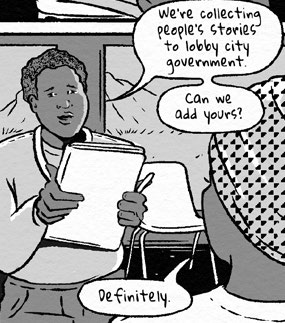 We're collecting
people's stories
to lobby city
government.
Can we
add yours?
Definitely.